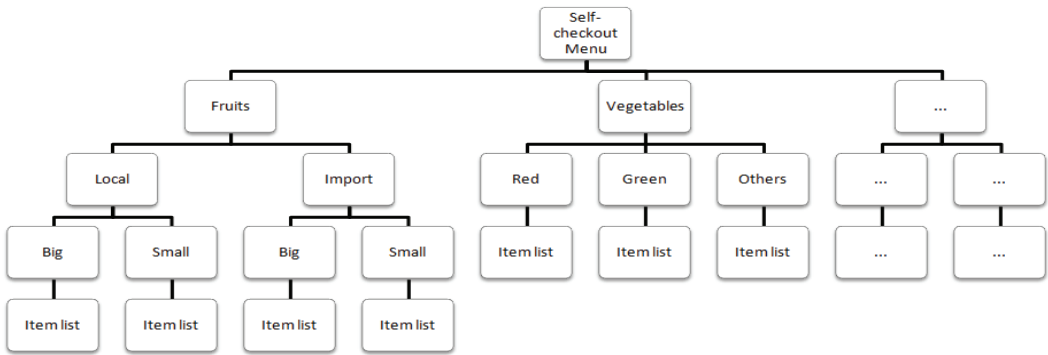 Self-
checkout
Menu
Fruits
Vegetables
...
Local
Import
Red
Green
Others
...
...
Big
Small
Big
Small
Item list
Item list
Item list
...
...
Item list
Item list
Item list
Item list